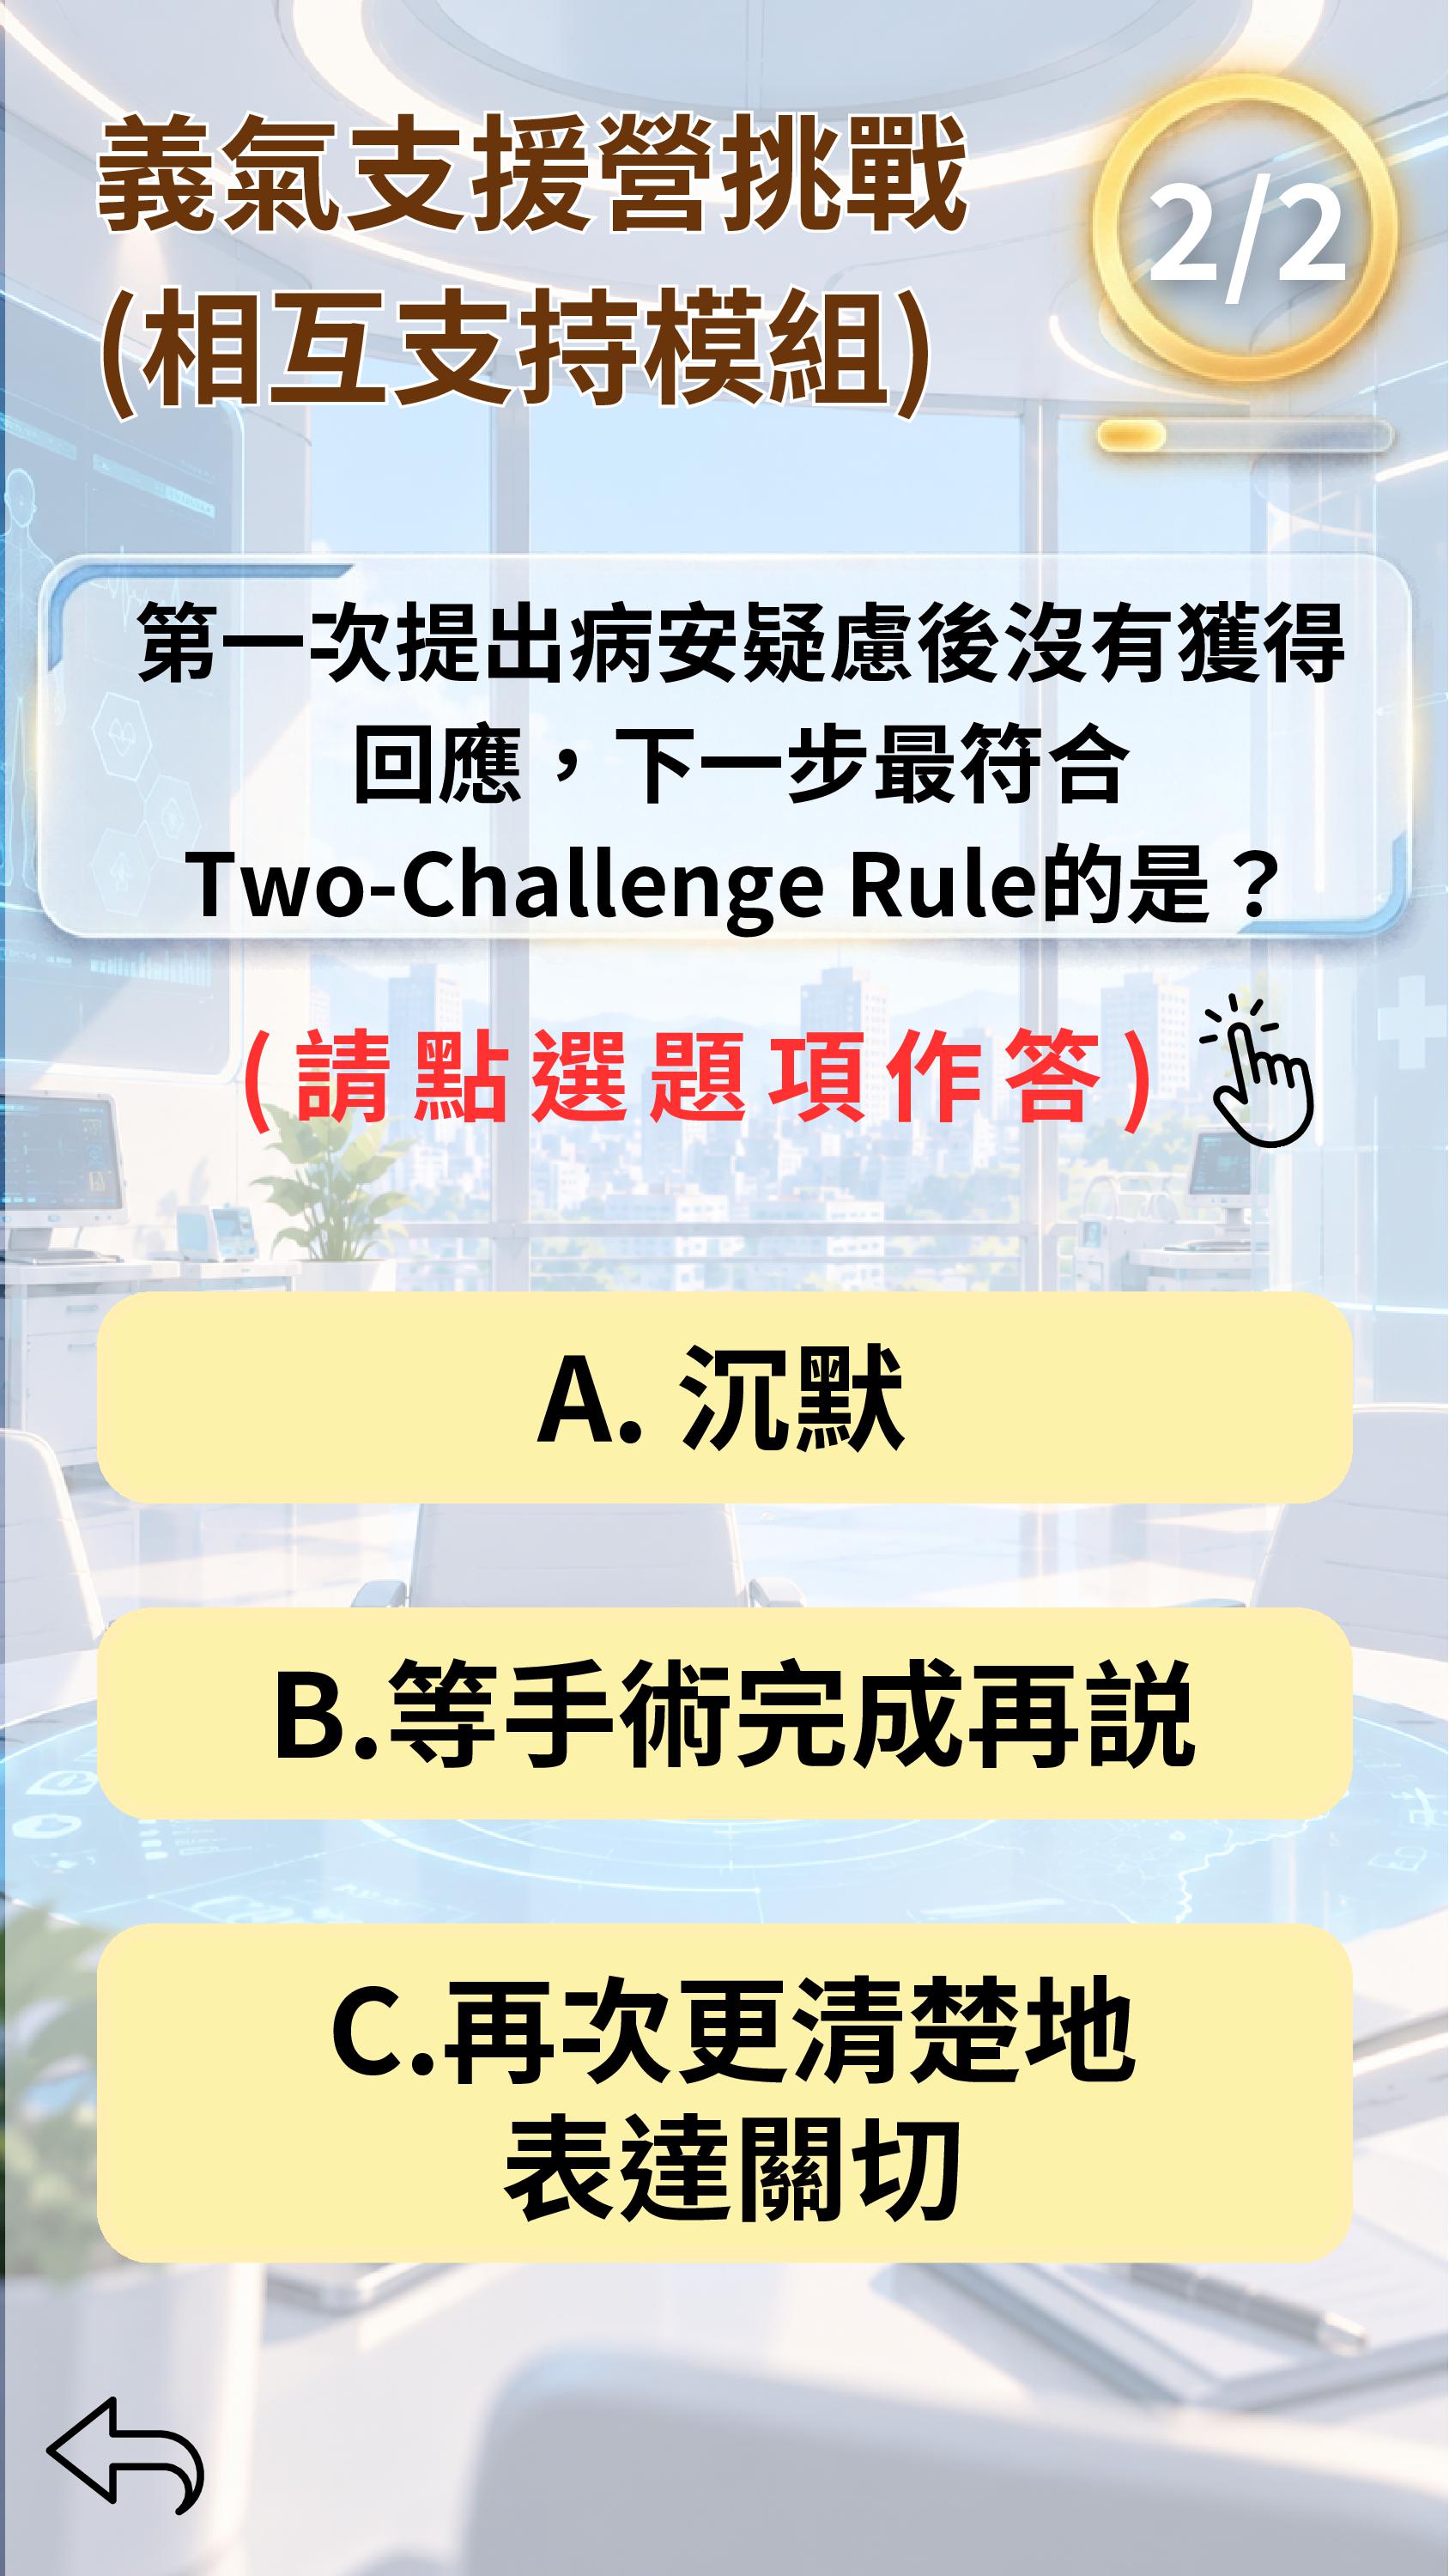 義氣支援營挑戰
(相互支持模組)
2/2
第一次提出病安疑慮後沒有獲得
回應，下一步最符合
Two-Challenge Rule的是？
(請點選題項作答)
A. 沉默
B.等手術完成再説
C.再次更清楚地
表達關切